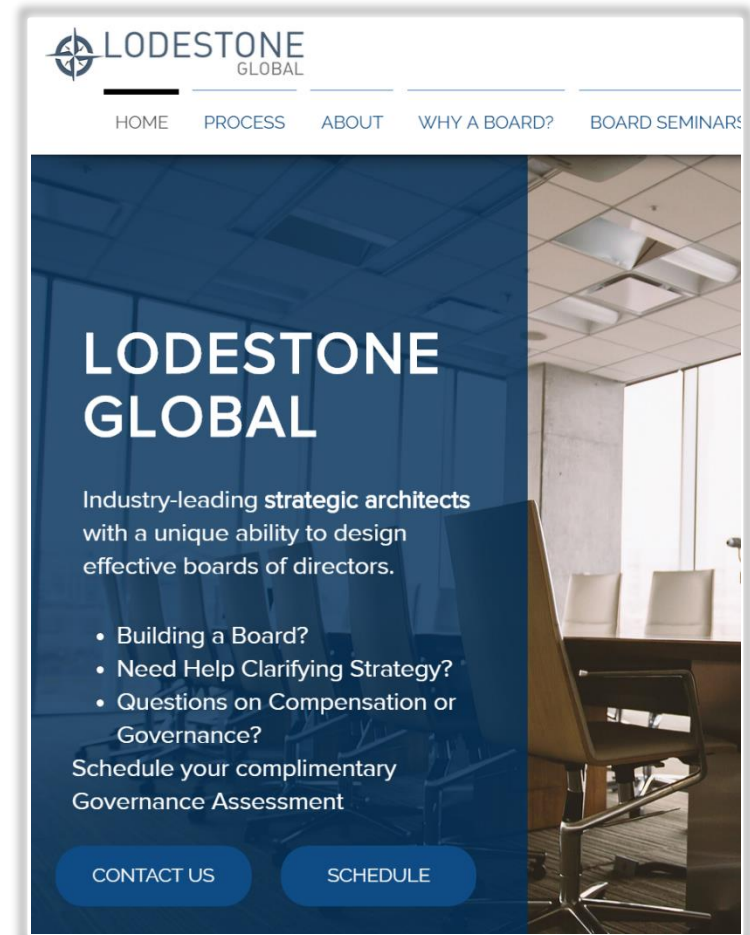 LODESTONE
GLOBAL
HOME PROCESS ABOUT WHY A BOARD? BOARD SEMINARS
LODESTONE
GLOBAL
Industry-leading strategic architects
with a unique ability to design
effective boards of directors.
• Building a Board?
• Need Help Clarifying Strategy?
• Questions on Compensation or
Governance?
Schedule your complimentary
Governance Assessment
CONTACT US SCHEDULE